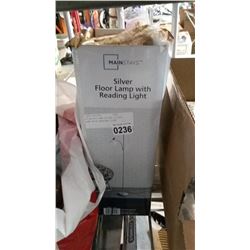 MAINSTAYS
Silver
Floor Lamp with
Reading Light
0236